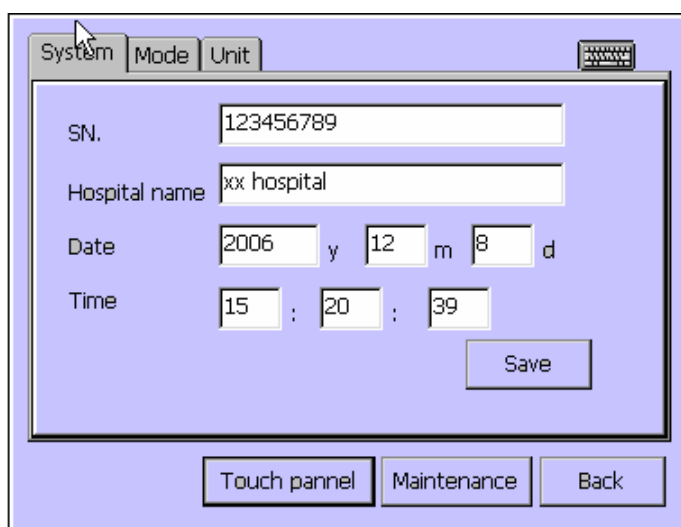 System Mode Unit
SN. 123456789
Hospital name xx hospital
Date 2006 y 12 m 8 d
Time 15 : 20 : 39
Save
Touch pannel Maintenance Back